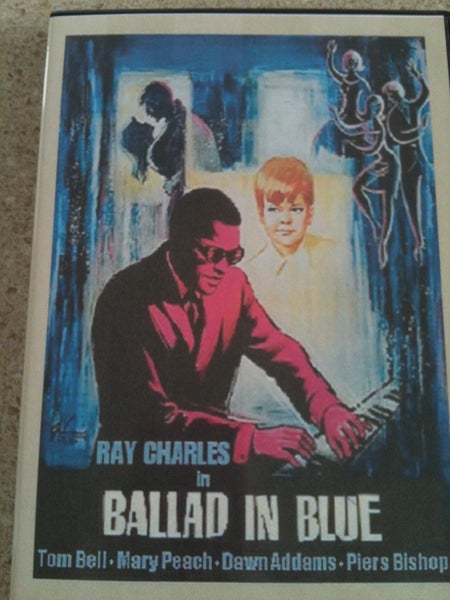 RAY CHARLES
in
BALLAD IN BLUE
Tom Bell • Mary Peach • Dawn Addams • Piers Bishop